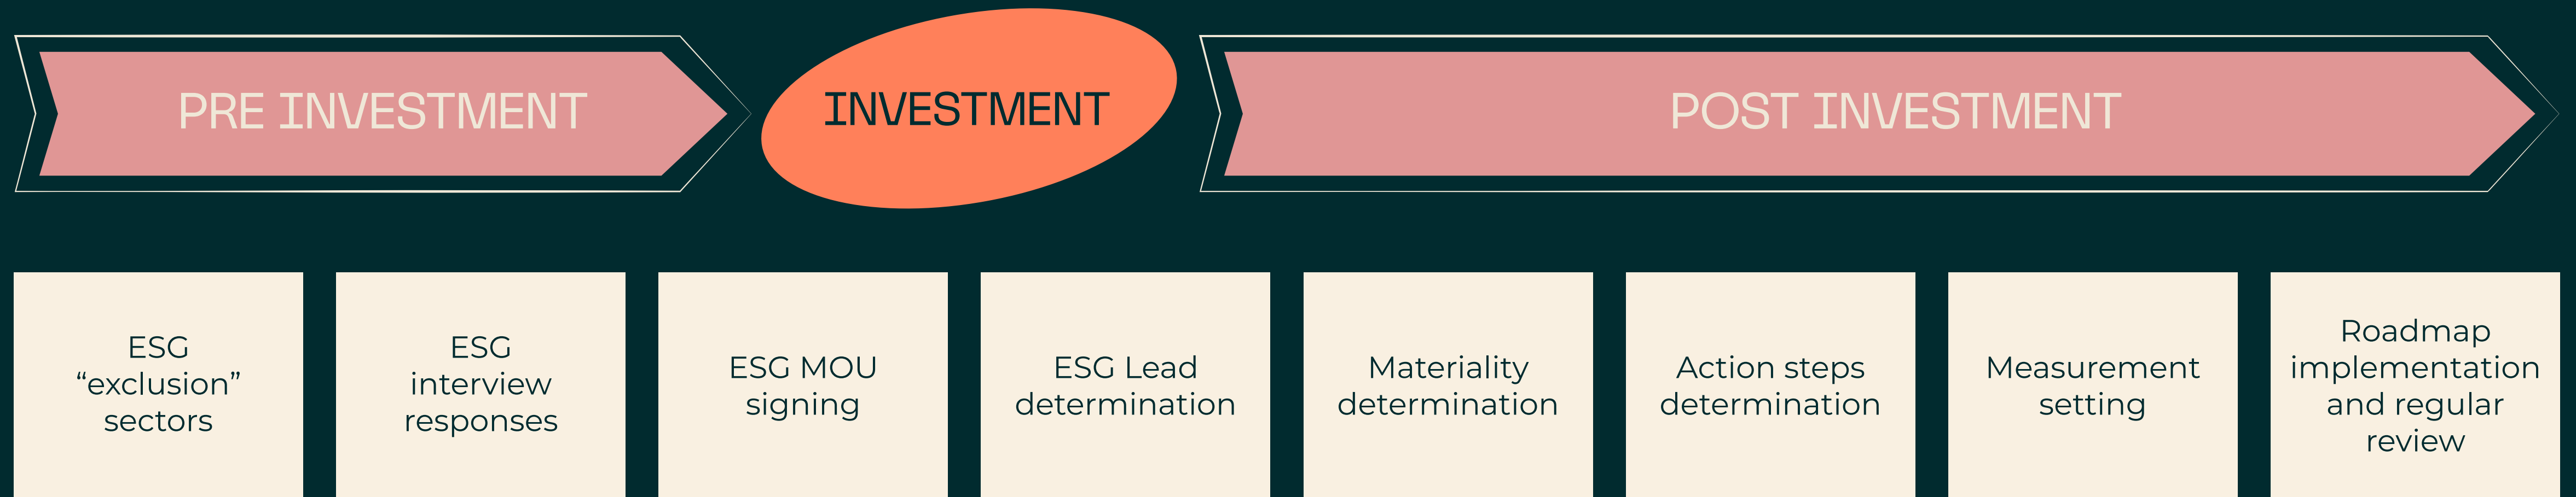 PRE INVESTMENT
INVESTMENT
POST INVESTMENT
ESG
“exclusion”
sectors
ESG
interview
responses
ESG MOU
signing
ESG Lead
determination
Materiality
determination
Action steps
determination
Measurement
setting
Roadmap
implementation
and regular
review